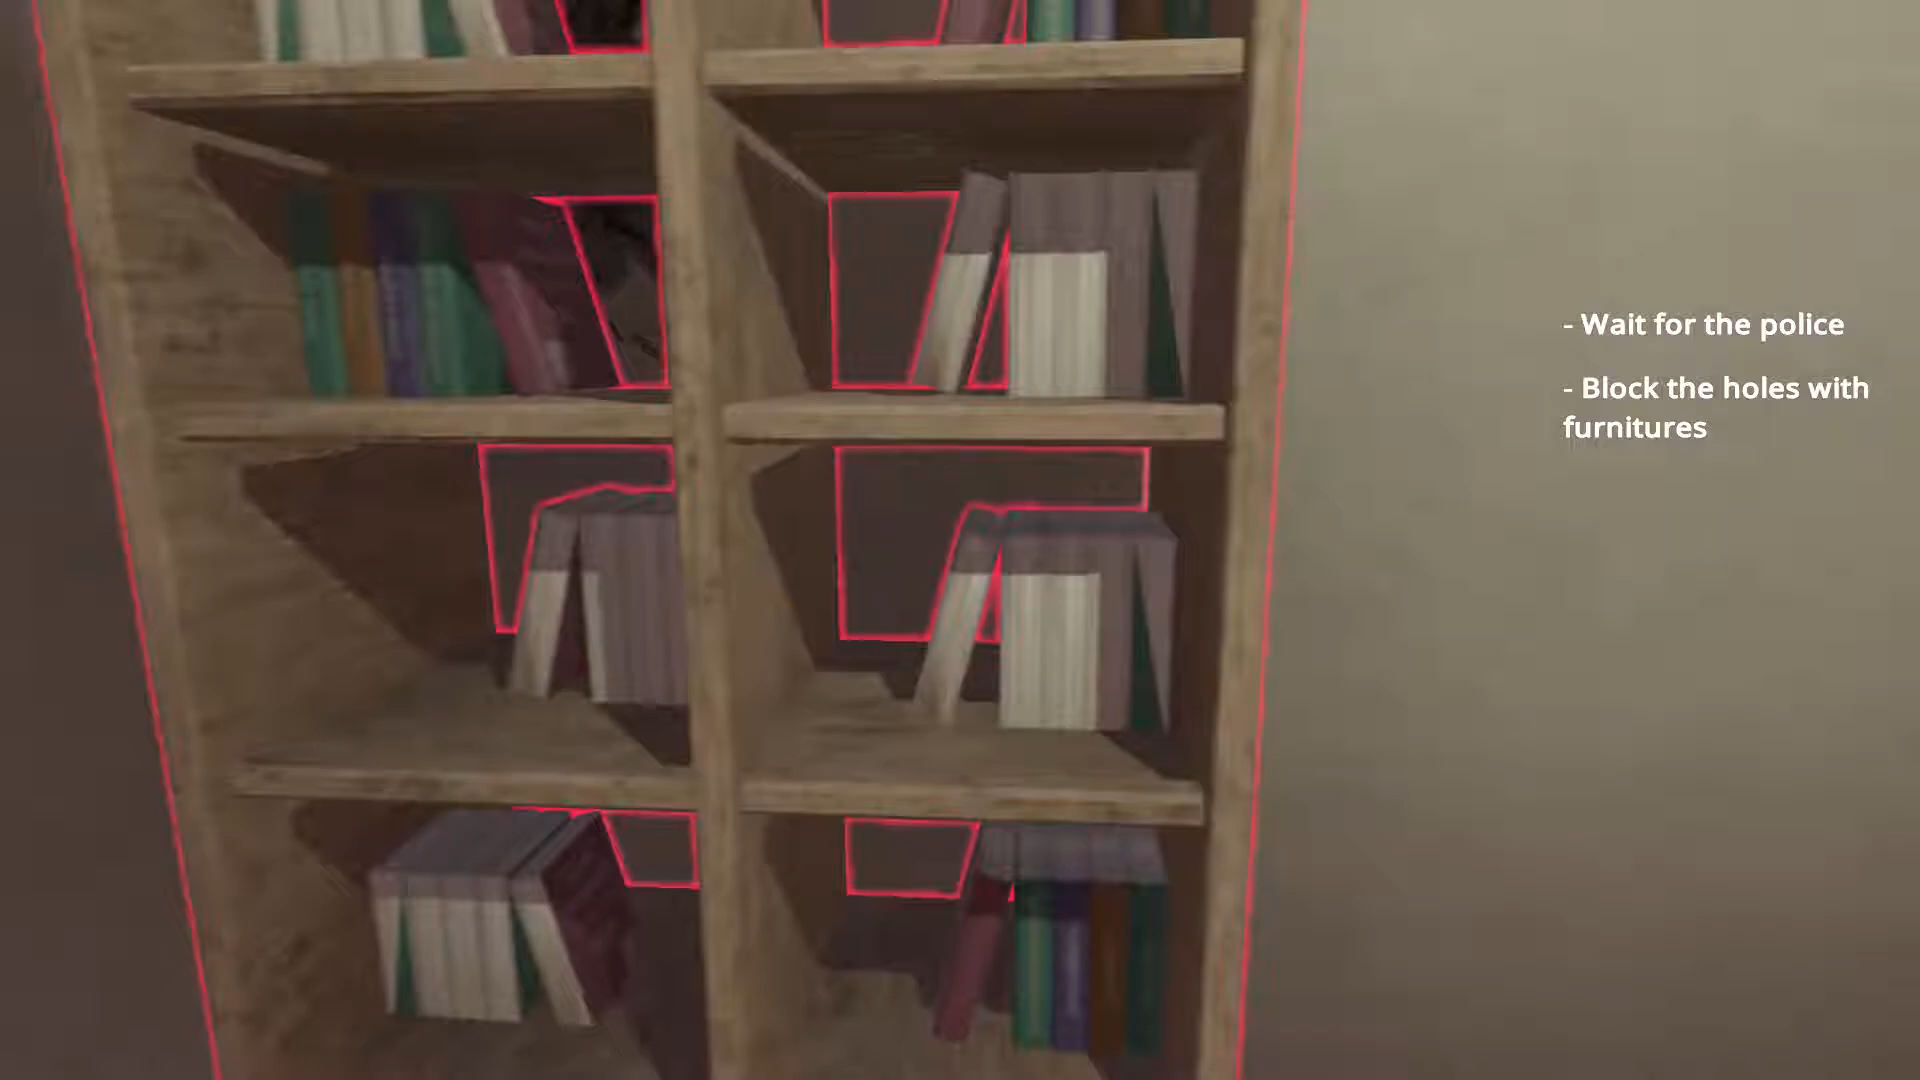 - Wait for the police
- Block the holes with
furnitures